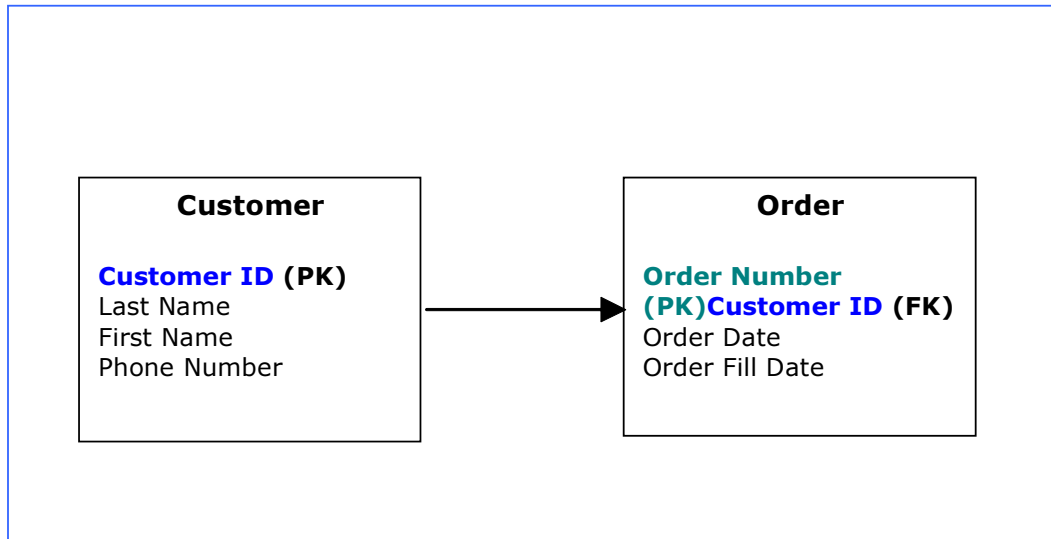 Customer
Customer ID (PK)
Last Name
First Name
Phone Number
Order
Order Number
(PK)Customer ID (FK)
Order Date
Order Fill Date